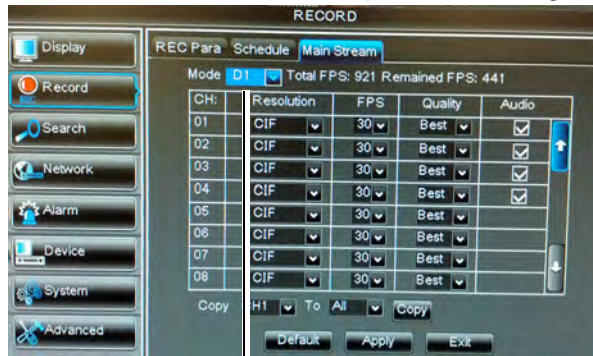 RECORD
Display
Record
REC
Search
Network
Alarm
Device
System
Advanced
REC Para Schedule Main Stream
Mode D1 Total FPS: 921 Remained FPS: 441
CH: Resolution FPS Quality Audio
01 CIF 30 Best
02 CIF 30 Best
03 CIF 30 Best
04 CIF 30 Best
05 CIF 30 Best
06 CIF 30 Best
07 CIF 30 Best
08 CIF 30 Best
Copy CH1 To All Copy
Default Apply Exit